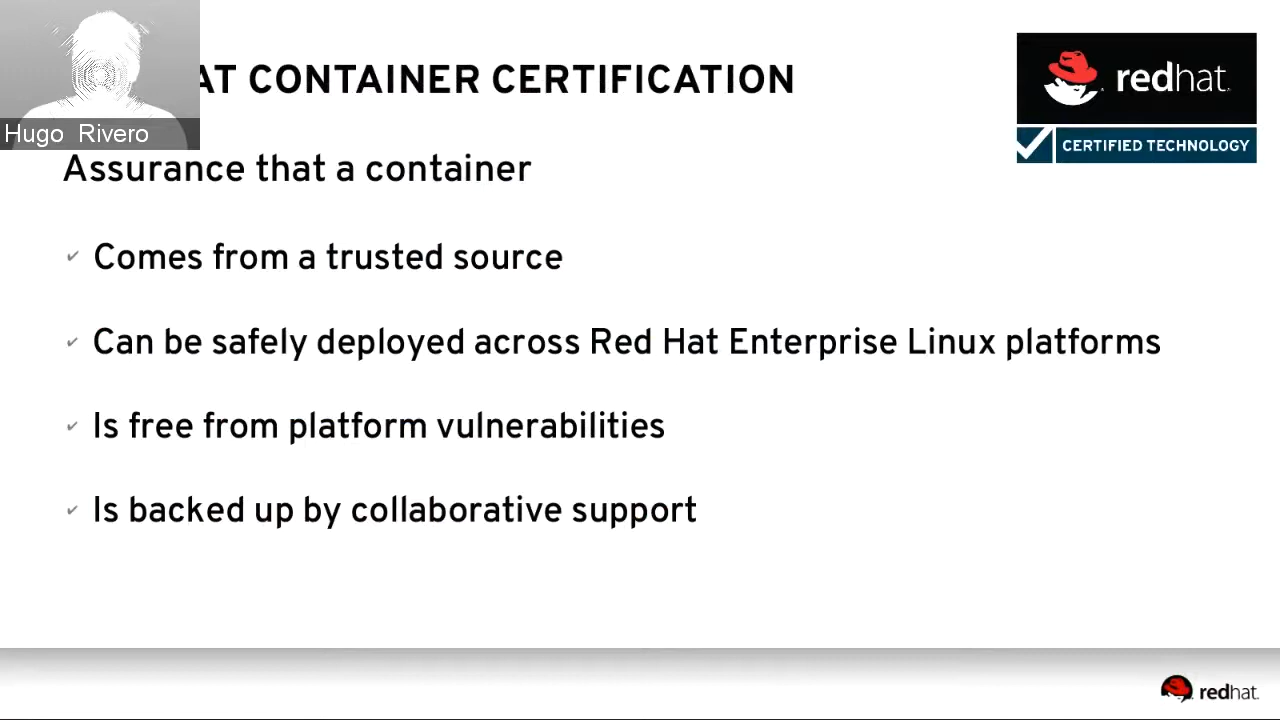 AT CONTAINER CERTIFICATION
Hugo Rivero
redhat.
CERTIFIED TECHNOLOGY
Assurance that a container
✔ Comes from a trusted source
✔ Can be safely deployed across Red Hat Enterprise Linux platforms
✔ Is free from platform vulnerabilities
✔ Is backed up by collaborative support
redhat.